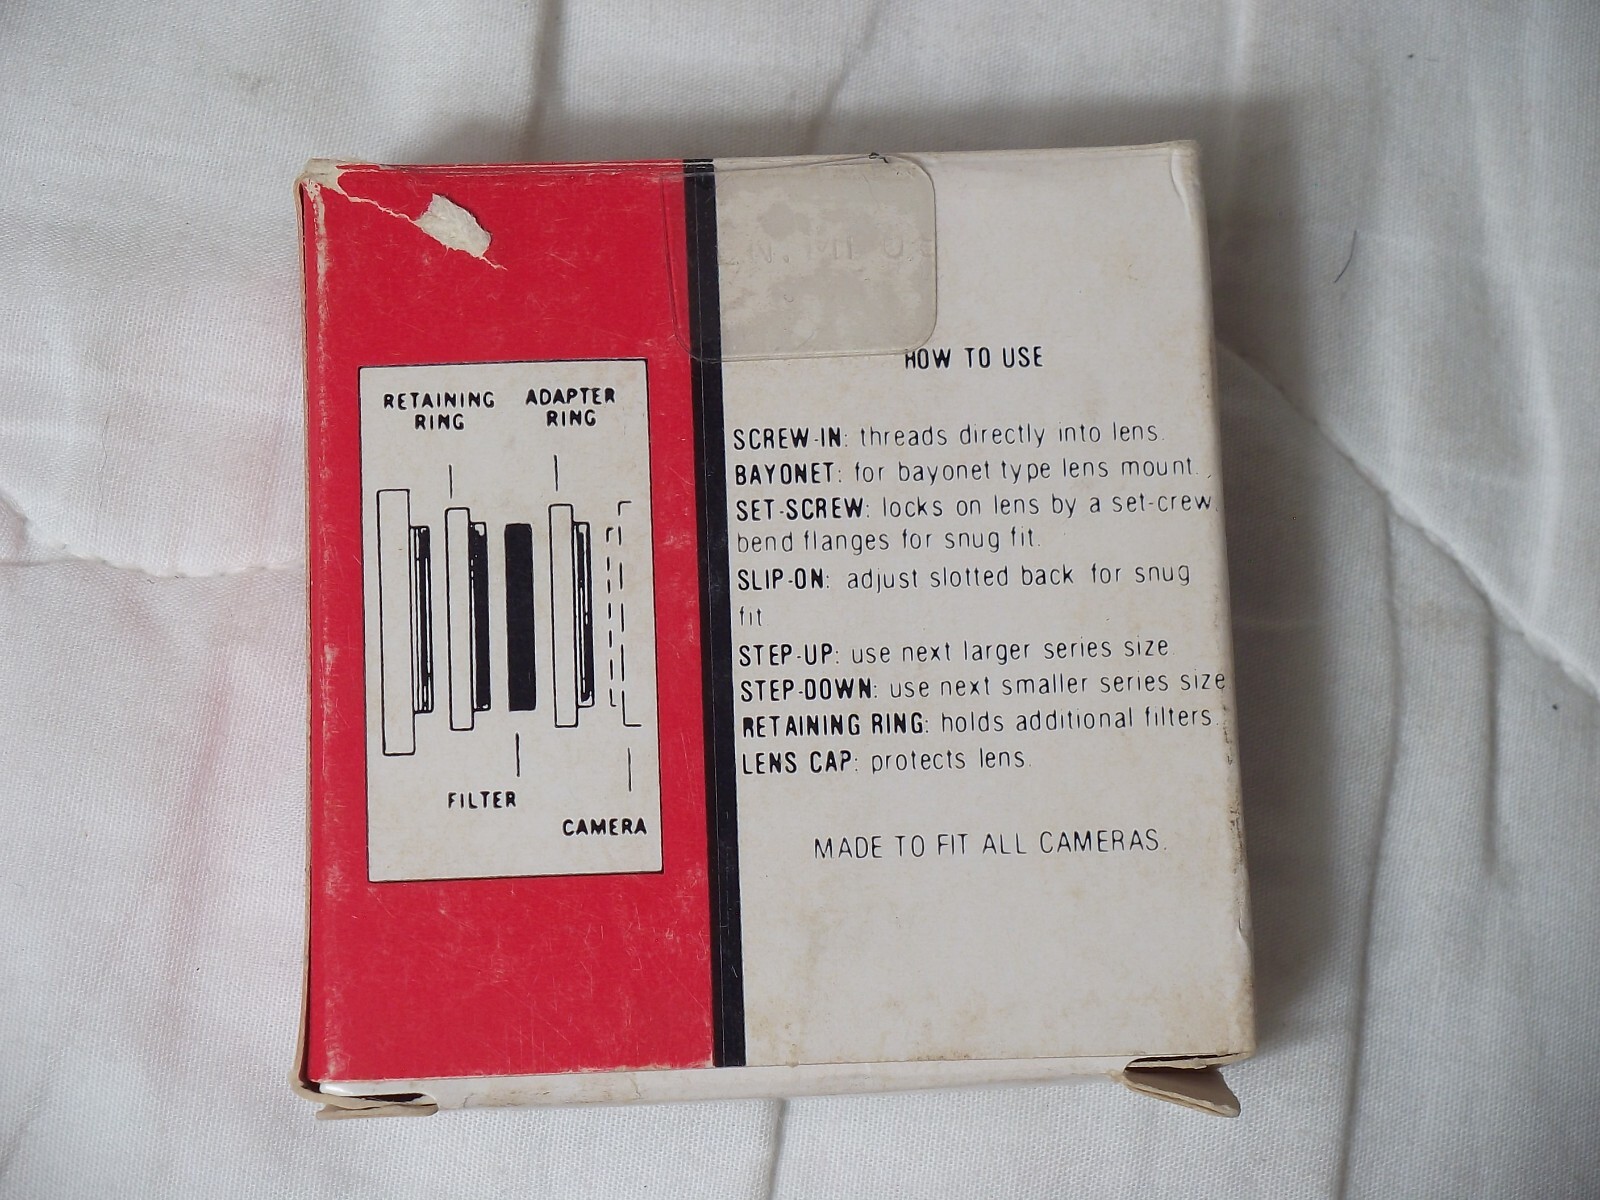 RETAINING
RING
ADAPTER
RING
FILTER
CAMERA
HOW TO USE
SCREW-IN: threads directly into lens.
BAYONET: for bayonet type lens mount.
SET-SCREW: locks on lens by a set-crew,
bend flanges for snug fit.
SLIP-ON: adjust slotted back for snug
fit
STEP-UP: use next larger series size
STEP-DOWN: use next smaller series size
RETAINING RING: holds additional filters.
LENS CAP: protects lens.
MADE TO FIT ALL CAMERAS.